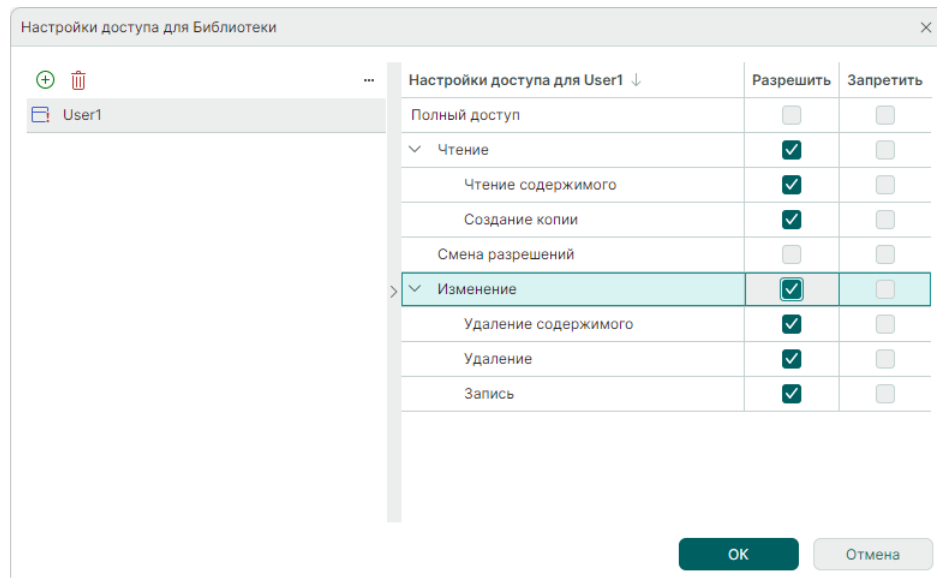 Настройки доступа для Библиотеки
Настройки доступа для User1 Разрешить Запретить
User1
Полный доступ
Чтение
Чтение содержимого
Создание копии
Смена разрешений
Изменение
Удаление содержимого
Удаление
Запись
ОК Отмена